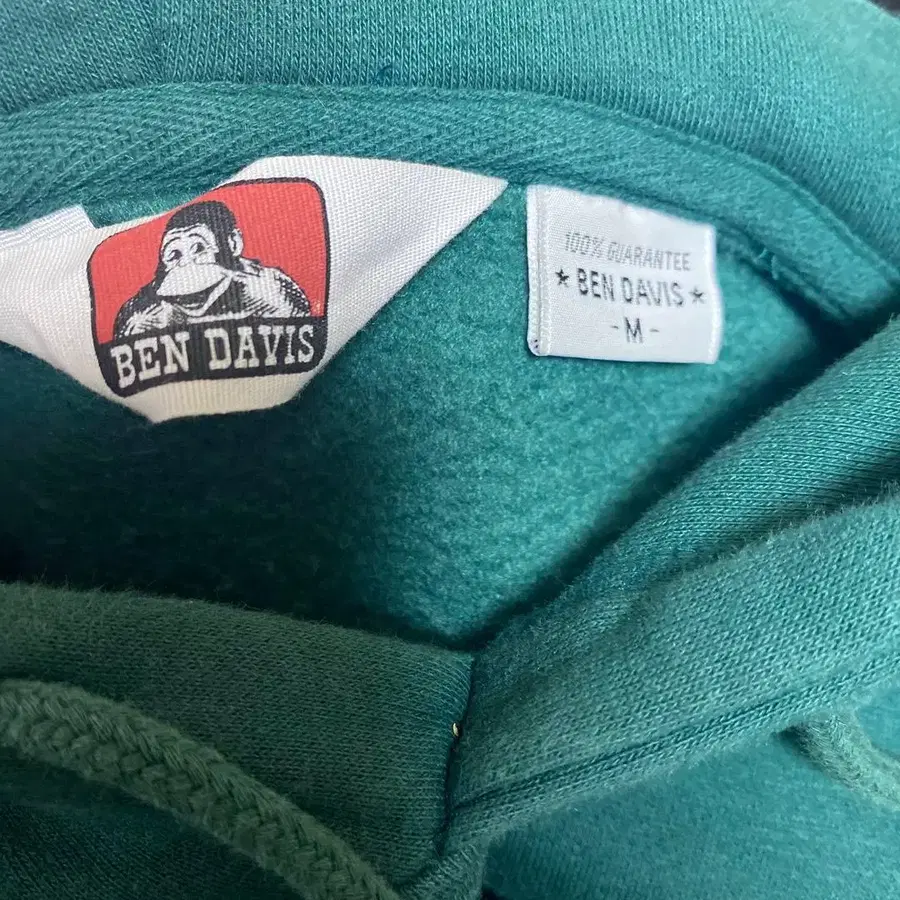 BEN DAVIS
100% GUARANTEE
★ BEN DAVIS ★
- M -